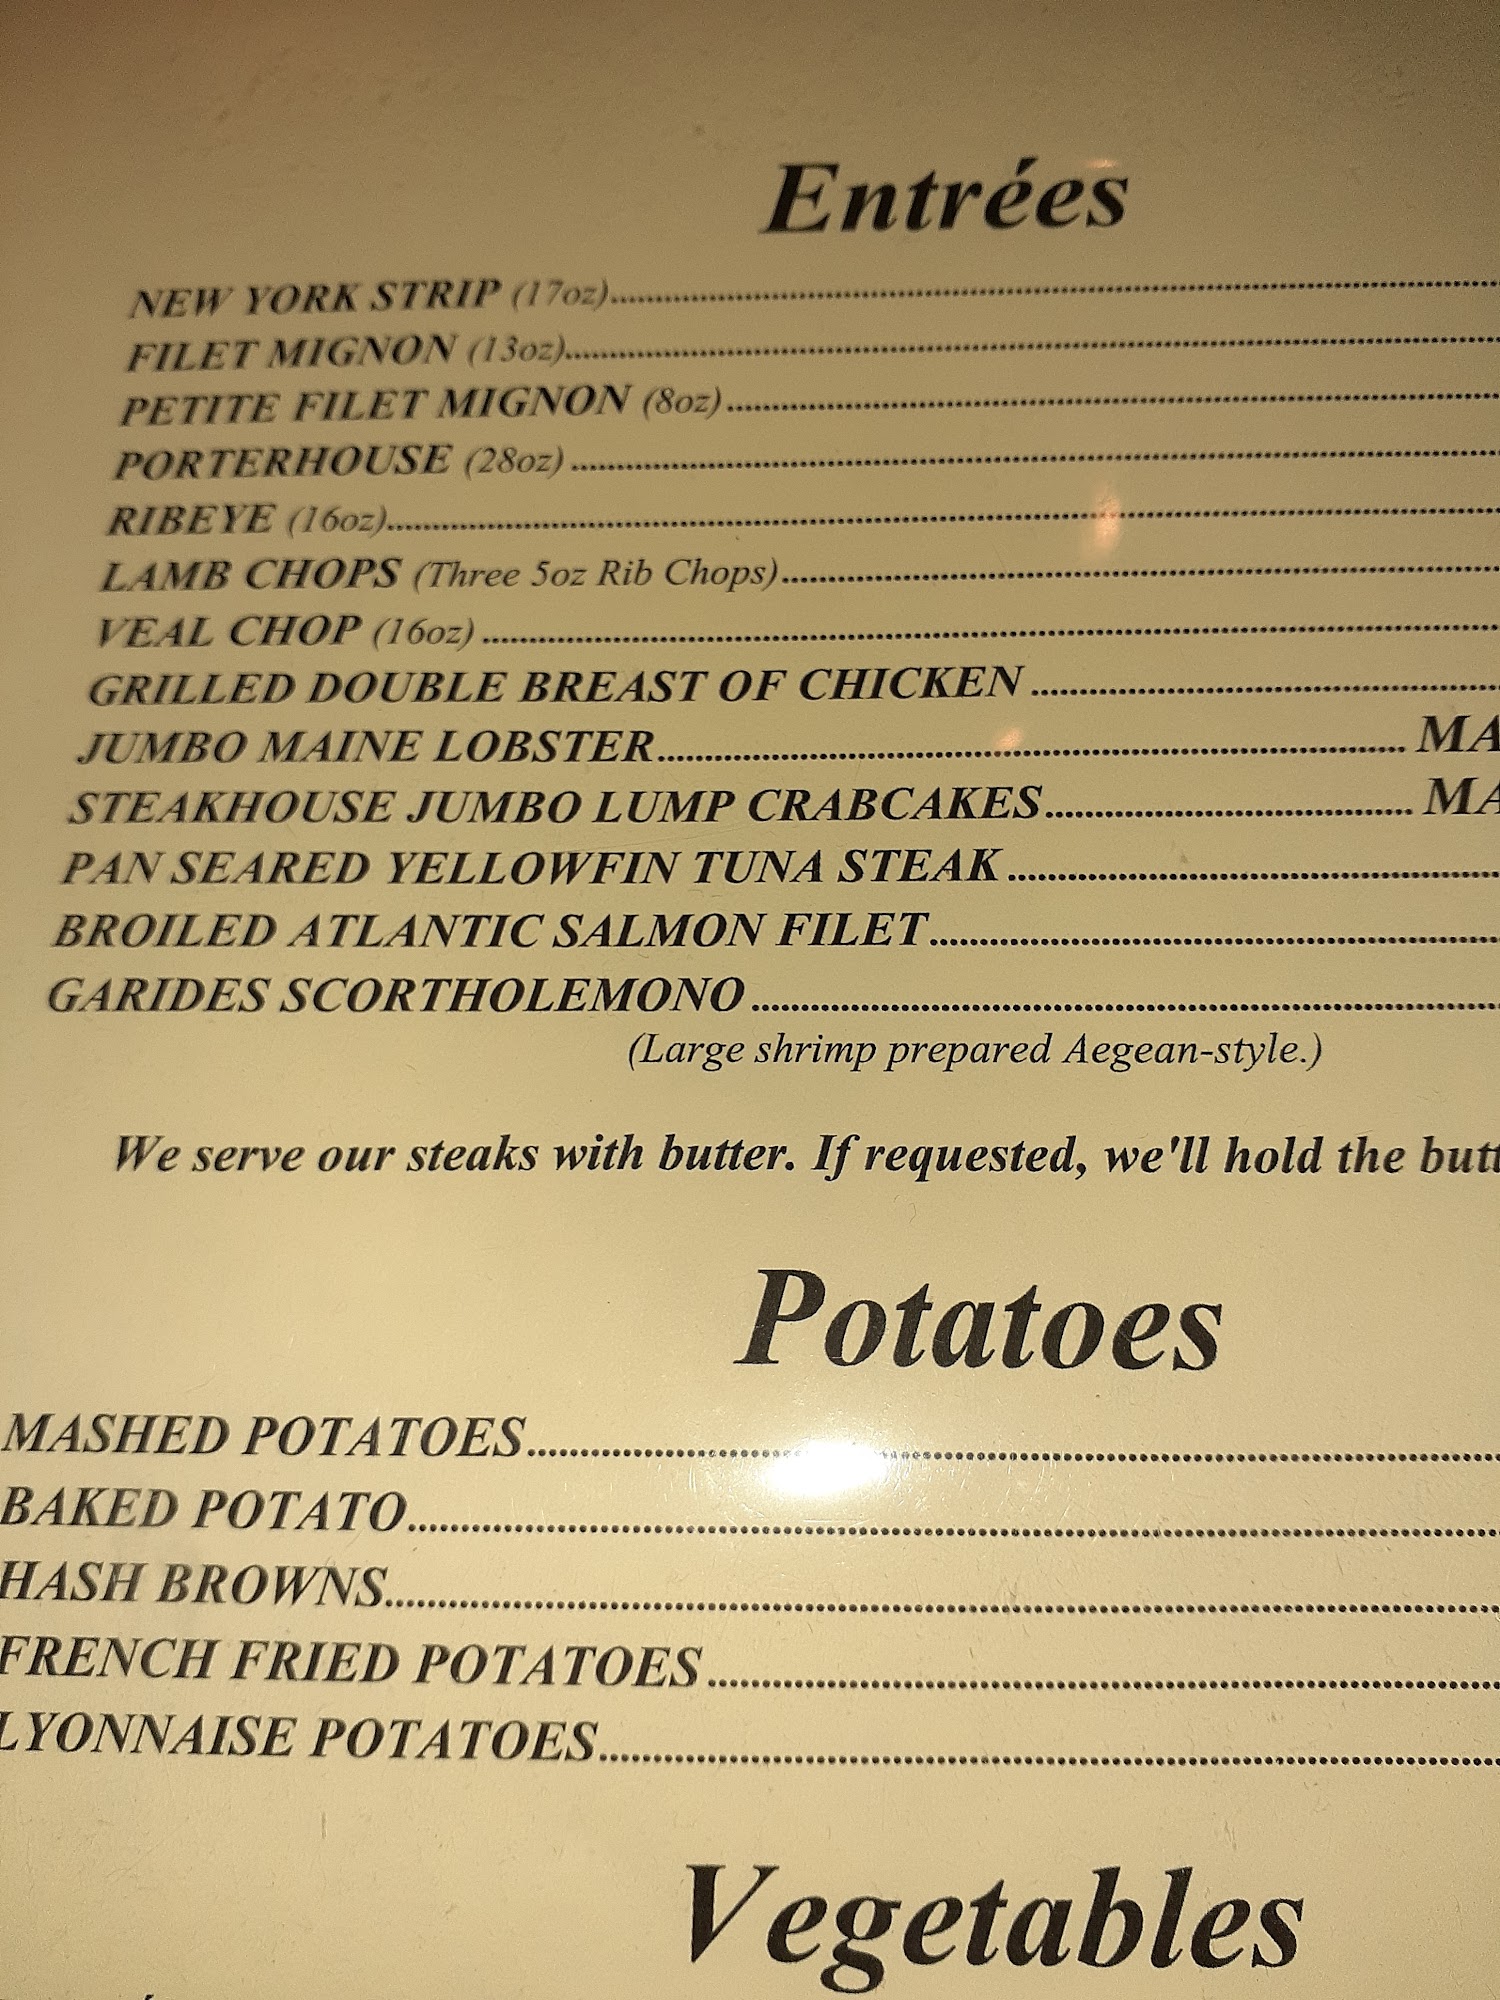 Entrées
NEW YORK STRIP (17oz)
FILET MIGNON (13oz)
PETITE FILET MIGNON (8oz)
PORTERHOUSE (28oz)
RIBEYE (16oz)
LAMB CHOPS (Three 5oz Rib Chops)
VEAL CHOP (16oz)
GRILLED DOUBLE BREAST OF CHICKEN
JUMBO MAINE LOBSTER MA
STEAKHOUSE JUMBO LUMP CRABCAKES MA
PAN SEARED YELLOWFIN TUNA STEAK
BROILED ATLANTIC SALMON FILET
GARIDES SCORTHOLEMONO
(Large shrimp prepared Aegean-style.)
We serve our steaks with butter. If requested, we'll hold the butt
Potatoes
MASHED POTATOES
BAKED POTATO
HASH BROWNS
FRENCH FRIED POTATOES
LYONNAISE POTATOES
Vegetables